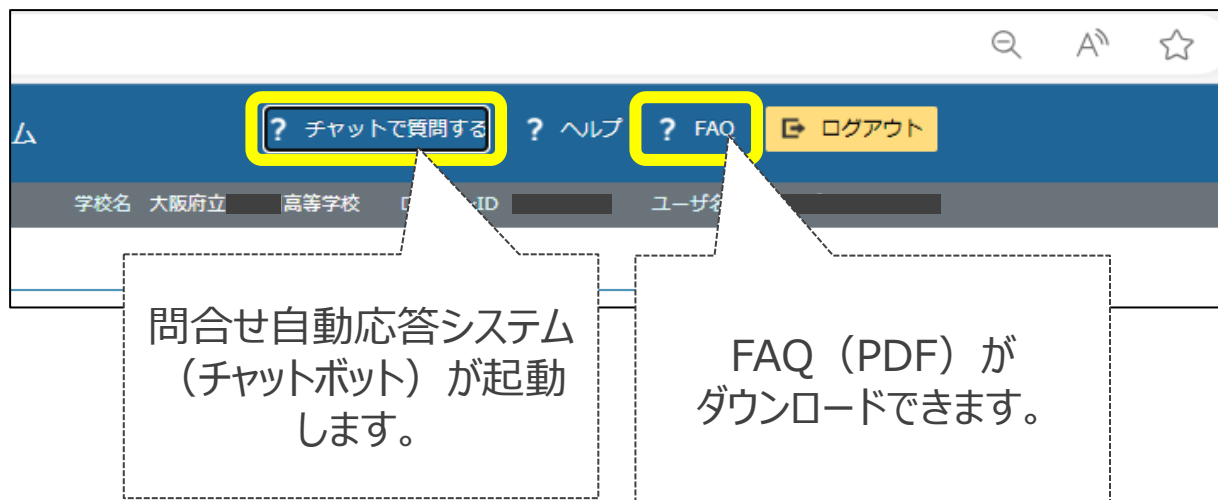 ム
? チャットで質問する ? ヘルプ ? FAQ ログアウト
学校名 大阪府立 高等学校 ID ユーザ名
問合せ自動応答システム
（チャットボット）が起動
します。
FAQ（PDF）が
ダウンロードできます。